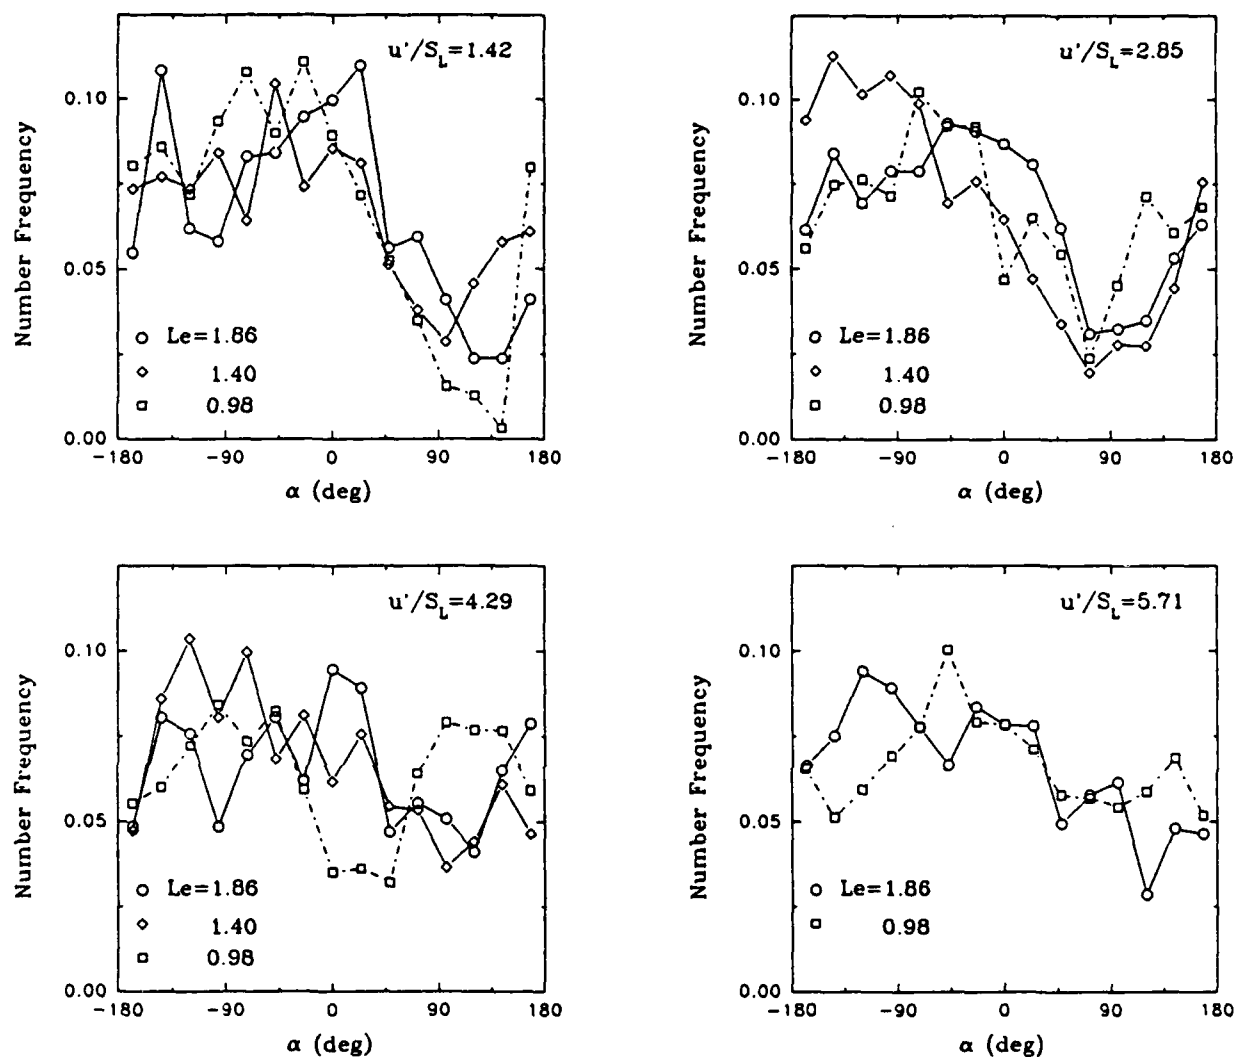 u'/S_L=1.42
Number Frequency
0.10
0.05
0.00
Le=1.86
1.40
0.98
-180
-90
0
90
180
α (deg)
u'/S_L=2.85
Number Frequency
0.10
0.05
0.00
Le=1.86
1.40
0.98
-180
-90
0
90
180
α (deg)
u'/S_L=4.29
Number Frequency
0.10
0.05
0.00
Le=1.86
1.40
0.98
-180
-90
0
90
180
α (deg)
u'/S_L=5.71
Number Frequency
0.10
0.05
0.00
Le=1.86
0.98
-180
-90
0
90
180
α (deg)